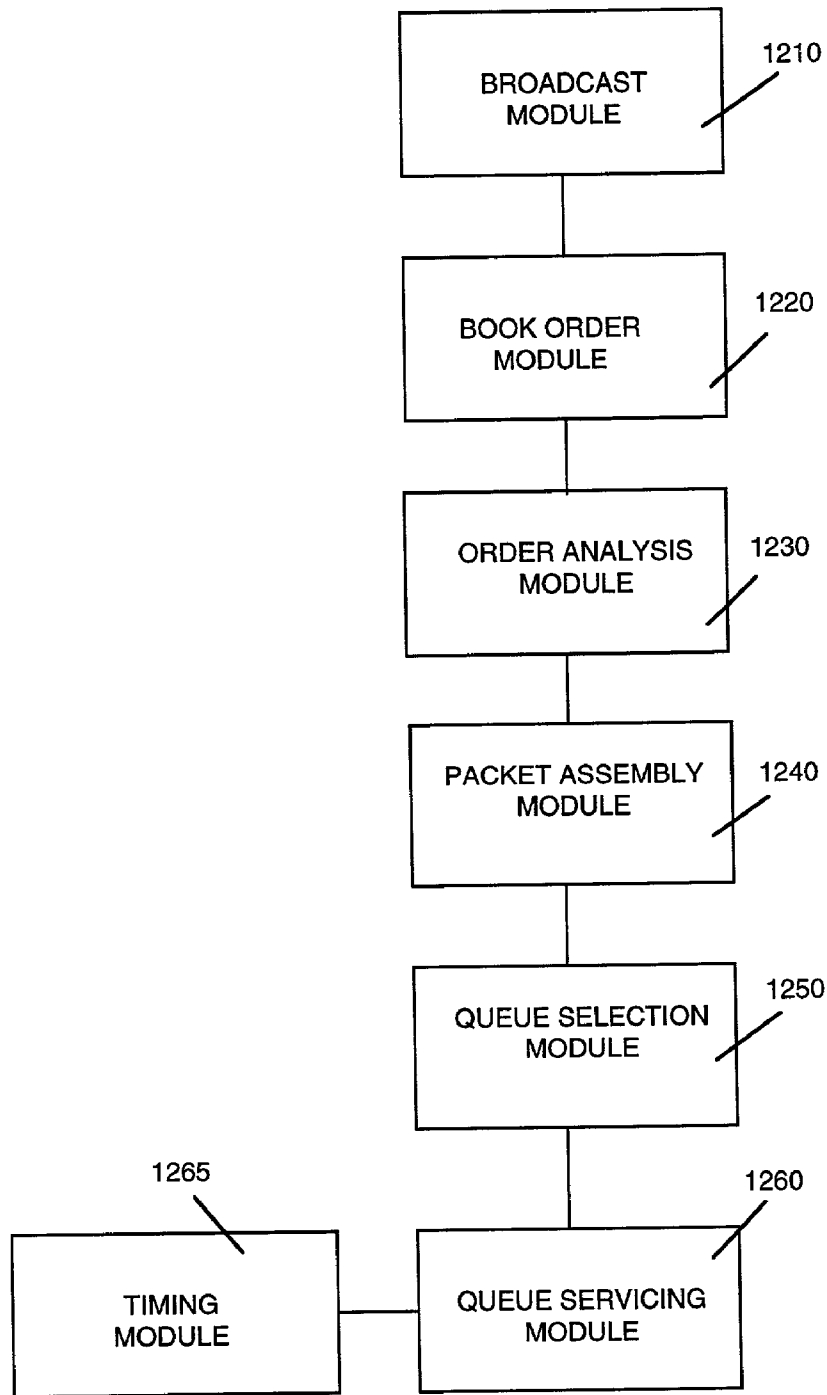 BROADCAST
MODULE
1210
BOOK ORDER
MODULE
1220
ORDER ANALYSIS
MODULE
1230
PACKET ASSEMBLY
MODULE
1240
QUEUE SELECTION
MODULE
1250
1265
TIMING
MODULE
1260
QUEUE SERVICING
MODULE